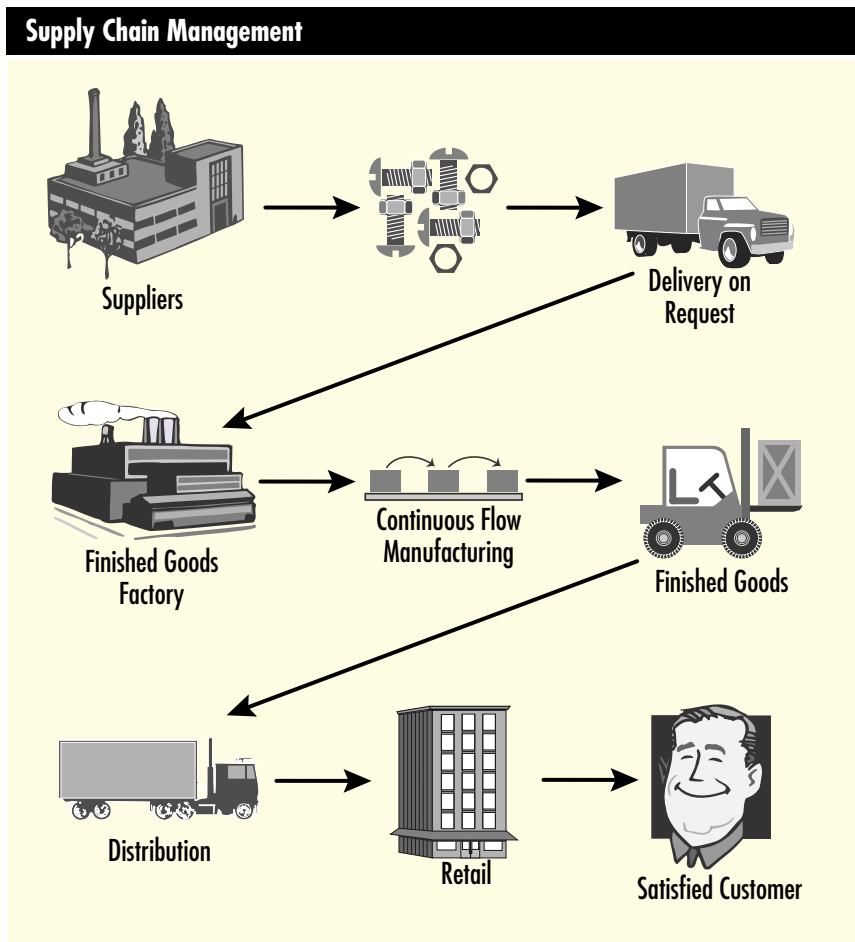 Supply Chain Management
Suppliers
Delivery on
Request
Finished Goods
Factory
Continuous Flow
Manufacturing
Finished Goods
Distribution
Retail
Satisfied Customer